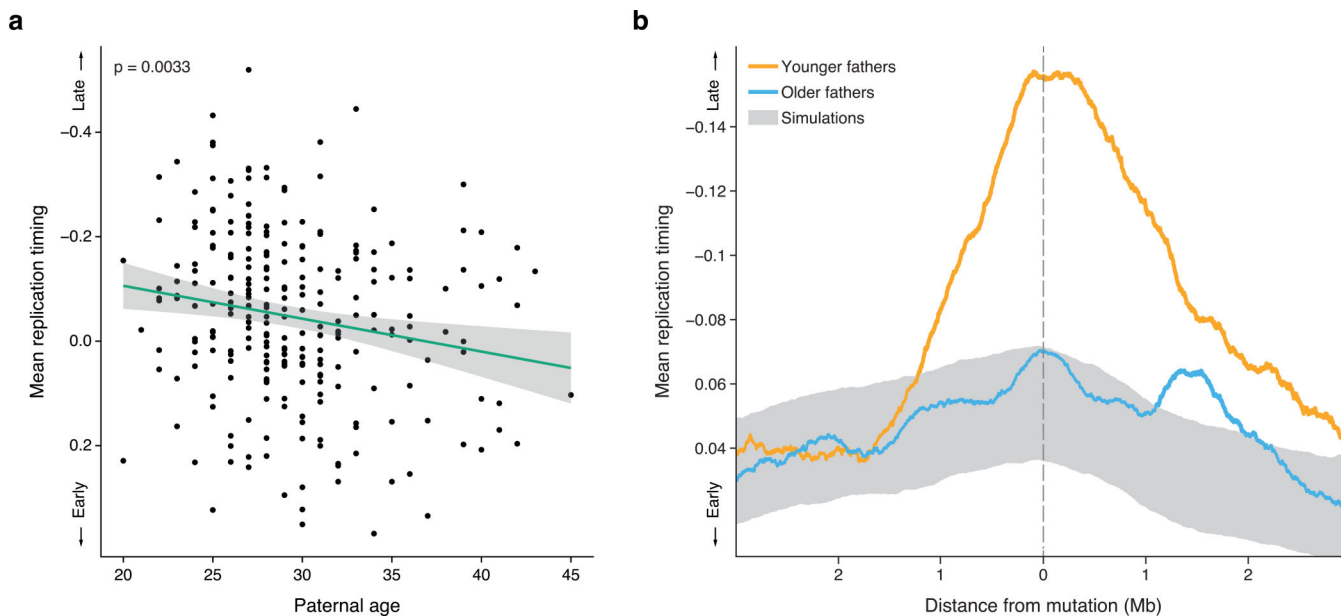 a
p = 0.0033
Late →
← Early
Mean replication timing
−0.4
−0.2
0.0
0.2
20
25
30
35
40
45
Paternal age
b
Younger fathers
Older fathers
Simulations
Late →
← Early
Mean replication timing
−0.14
−0.12
−0.1
−0.08
0.06
0.04
2
1
0
1
2
Distance from mutation (Mb)